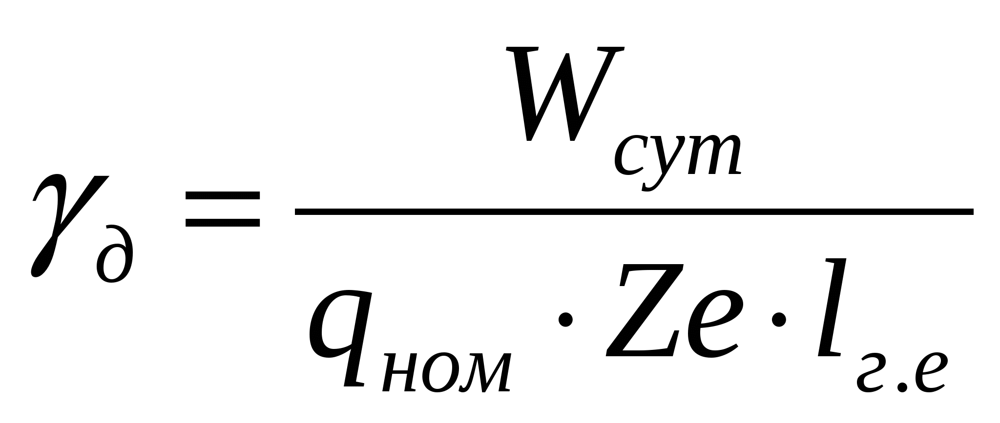 γ_д = W_сут / (q_ном · Ze · l_г.е)